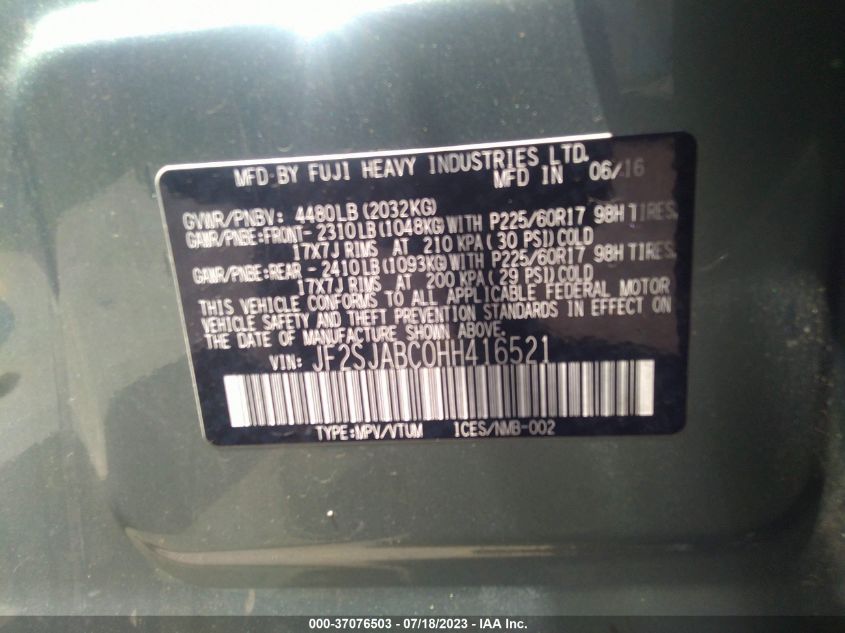 MFD BY FUJI HEAVY INDUSTRIES LTD.
MFD IN 06/16
GVWR/PNBV: 4480LB (2032KG)
GAWR/PNBE:FRONT- 2310LB (1048KG) WITH P225/60R17 98H TIRES.
17X7J RIMS AT 210 KPA ( 30 PSI) COLD
GAWR/PNBE:REAR - 2410LB (1093KG) WITH P225/60R17 98H TIRES.
17X7J RIMS AT 200 KPA ( 29 PSI) COLD
THIS VEHICLE CONFORMS TO ALL APPLICABLE FEDERAL MOTOR
VEHICLE SAFETY AND THEFT PREVENTION STANDARDS IN EFFECT ON
THE DATE OF MANUFACTURE SHOWN ABOVE.
VIN: JF2SJABC0HH416521
TYPE:MPV/VTUM ICES/NMB-002
000-37076503 / 07/18/2023 - IAA Inc.